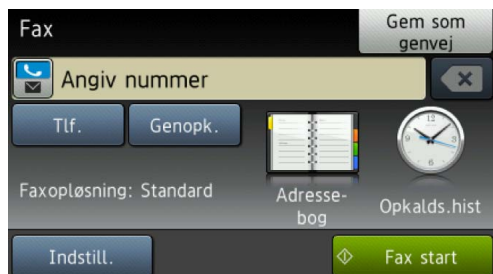 Fax
Gem som
genvej
Angiv nummer
Tlf.
Genopk.
Faxopløsning: Standard
Adresse-
bog
Opkalds.hist
Indstill.
Fax start